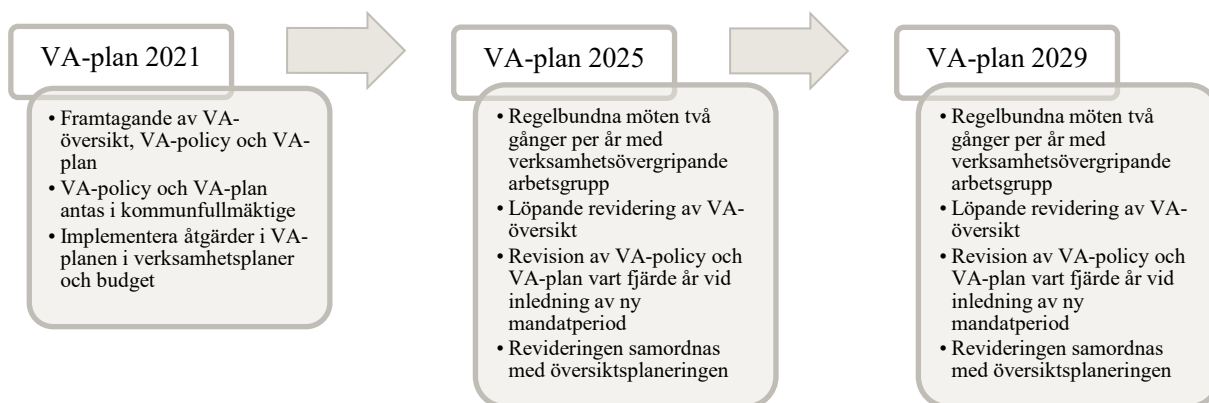 VA-plan 2021
• Framtagande av VA-
översikt, VA-policy och VA-
plan
• VA-policy och VA-plan
antas i kommunfullmäktige
• Implementera åtgärder i VA-
planen i verksamhetsplaner
och budget
VA-plan 2025
• Regelbundna möten två
gånger per år med
verksamhetsövergripande
arbetsgrupp
• Löpande revidering av VA-
översikt
• Revision av VA-policy och
VA-plan vart fjärde år vid
inledning av ny
mandatperiod
• Revideringen samordnas
med översiktsplaneringen
VA-plan 2029
• Regelbundna möten två
gånger per år med
verksamhetsövergripande
arbetsgrupp
• Löpande revidering av VA-
översikt
• Revision av VA-policy och
VA-plan vart fjärde år vid
inledning av ny
mandatperiod
• Revideringen samordnas
med översiktsplaneringen